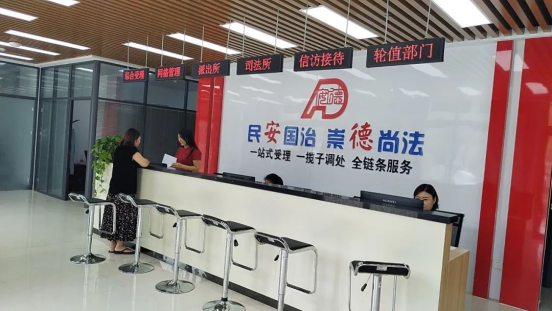 综合受理
网格管理
派出所
司法所
信访接待
轮值部门
民安国治 崇德尚法
一站式受理 一揽子调处 全链条服务